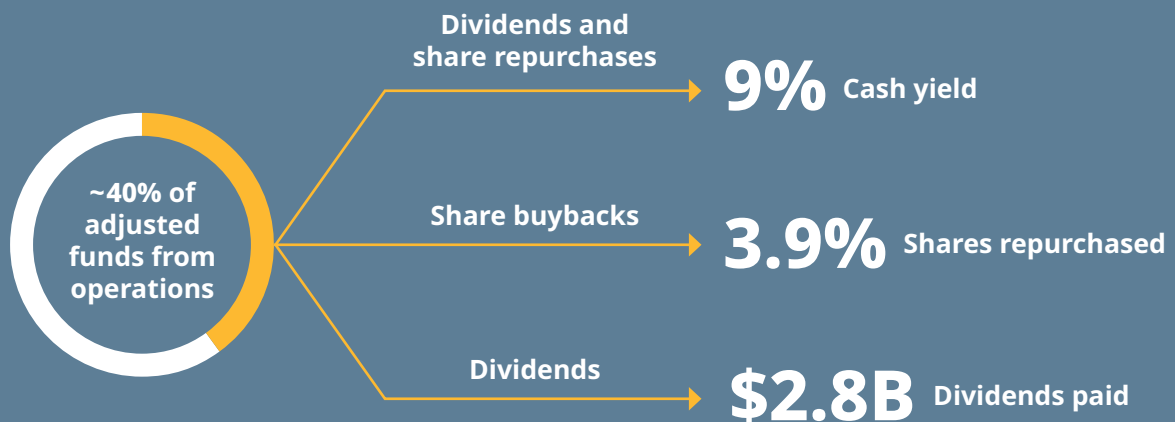 Dividends and
share repurchases
9% Cash yield
~40% of
adjusted
funds from
operations
Share buybacks
3.9% Shares repurchased
Dividends
$2.8B Dividends paid